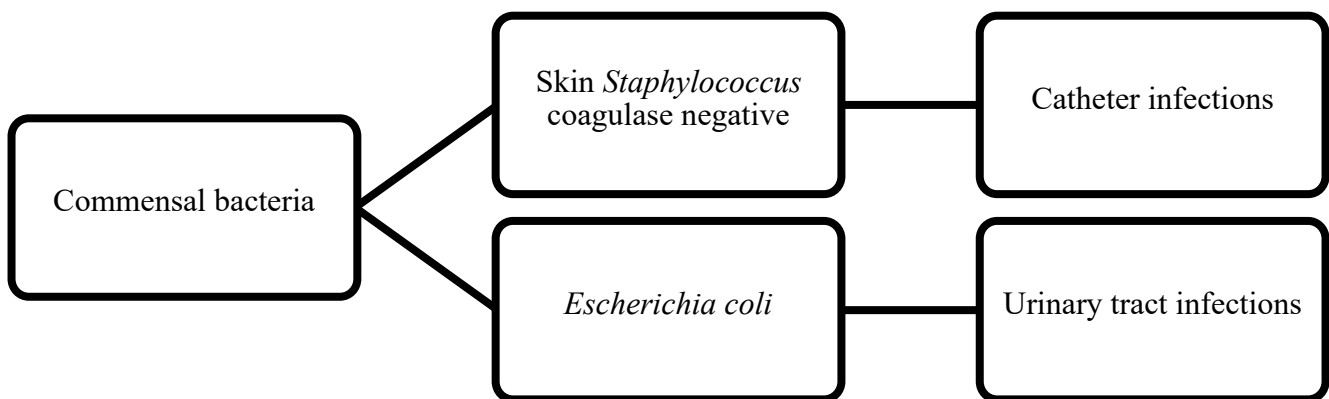 Commensal bacteria
Skin Staphylococcus
coagulase negative
Catheter infections
Escherichia coli
Urinary tract infections